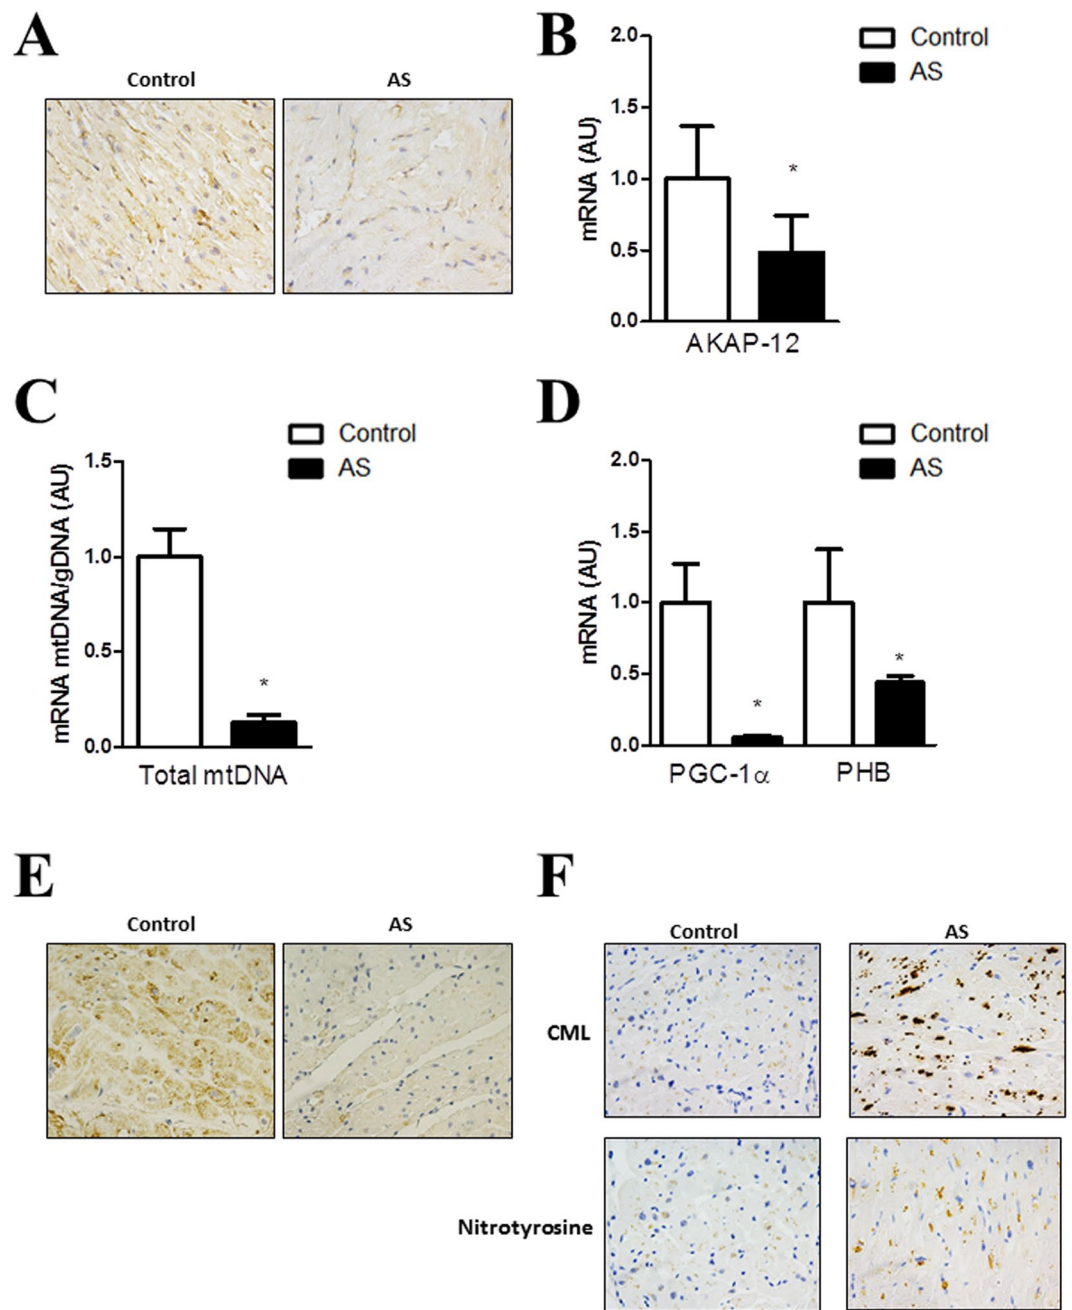 A
Control
AS
B
2.0
1.5
1.0
0.5
0.0
mRNA (AU)
Control
AS
*
AKAP-12
C
Control
AS
1.5
1.0
0.5
0.0
mRNA mtDNA/gDNA (AU)
*
Total mtDNA
D
Control
AS
2.0
1.5
1.0
0.5
0.0
mRNA (AU)
*
*
PGC-1α
PHB
E
Control
AS
F
Control
AS
CML
Nitrotyrosine